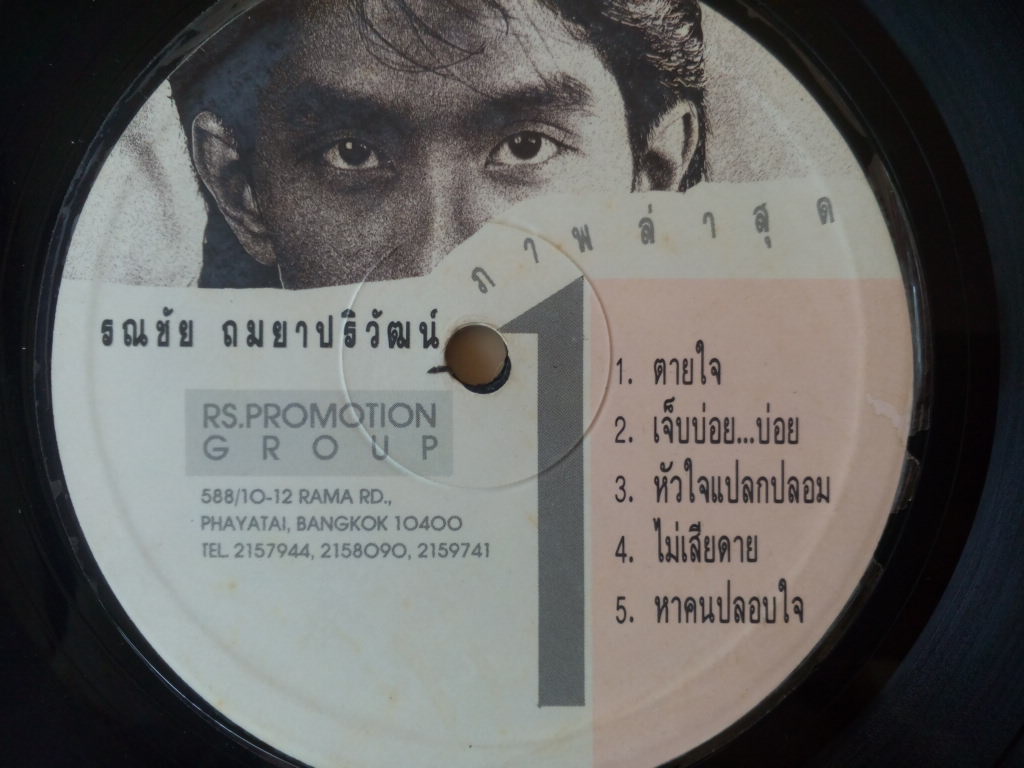 ภาพล่าสุด
รณชัย ถมยาปริวัฒน์
RS.PROMOTION
GROUP
588/10-12 RAMA RD.,
PHAYATAI, BANGKOK 10400
TEL. 2157944, 2158090, 2159741
1
1. ตายใจ
2. เจ็บบ่อย...บ่อย
3. หัวใจแปลกปลอม
4. ไม่เสียดาย
5. หาคนปลอบใจ